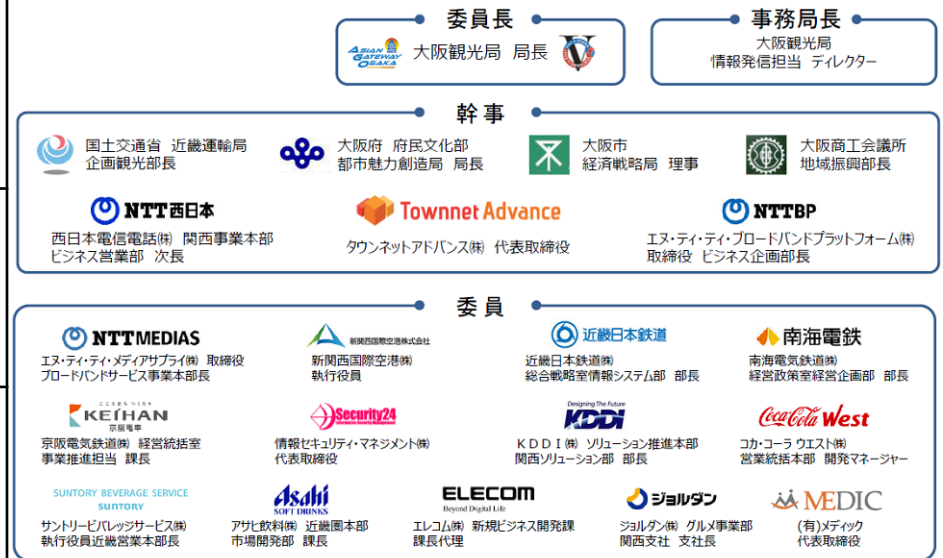 委員長
ASIAN GATEWAY OSAKA
大阪観光局 局長
事務局長
大阪観光局
情報発信担当 ディレクター
幹事
国土交通省 近畿運輸局
企画観光部長
大阪府 府民文化部
都市魅力創造局 局長
大阪市
経済戦略局 理事
大阪商工会議所
地域振興部長
NTT西日本
西日本電信電話㈱ 関西事業本部
ビジネス営業部 次長
Townnet Advance
タウンネットアドバンス㈱ 代表取締役
NTTBP
エヌ・ティ・ティ・ブロードバンドプラットフォーム㈱
取締役 ビジネス企画部長
委員
NTTMEDIAS
エヌ・ティ・ティ・メディアサプライ㈱ 取締役
ブロードバンドサービス事業本部長
新関西国際空港株式会社
新関西国際空港㈱
執行役員
近畿日本鉄道
近畿日本鉄道㈱
総合戦略室情報システム部 部長
南海電鉄
南海電気鉄道㈱
経営政策室経営企画部 部長
こころまち つくろう
KEIHAN
京阪電車
京阪電気鉄道㈱ 経営統括室
事業推進担当 課長
Security24
Information Security Management
情報セキュリティ・マネジメント㈱
代表取締役
Designing The Future
KDDI
ＫＤＤＩ㈱ ソリューション推進本部
関西ソリューション部 部長
Coca-Cola West
コカ・コーラ ウエスト㈱
営業統括本部 開発マネージャー
SUNTORY BEVERAGE SERVICE
SUNTORY
サントリービバレッジサービス㈱
執行役員近畿営業本部長
Asahi
SOFT DRINKS
アサヒ飲料㈱ 近畿圏本部
市場開発部 課長
ELECOM
Beyond Digital Life
エレコム㈱ 新規ビジネス開発課
課長代理
ジョルダン
ジョルダン㈱ グルメ事業部
関西支社 支社長
MEDIC
(有)メディック
代表取締役